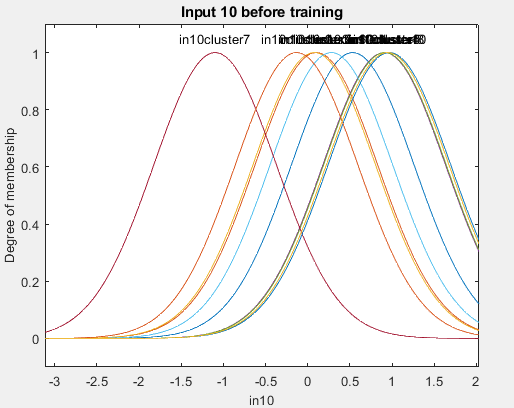 Input 10 before training
in10cluster7
1
0.8
0.6
0.4
0.2
0
Degree of membership
-3 -2.5 -2 -1.5 -1 -0.5 0 0.5 1 1.5 2
in10